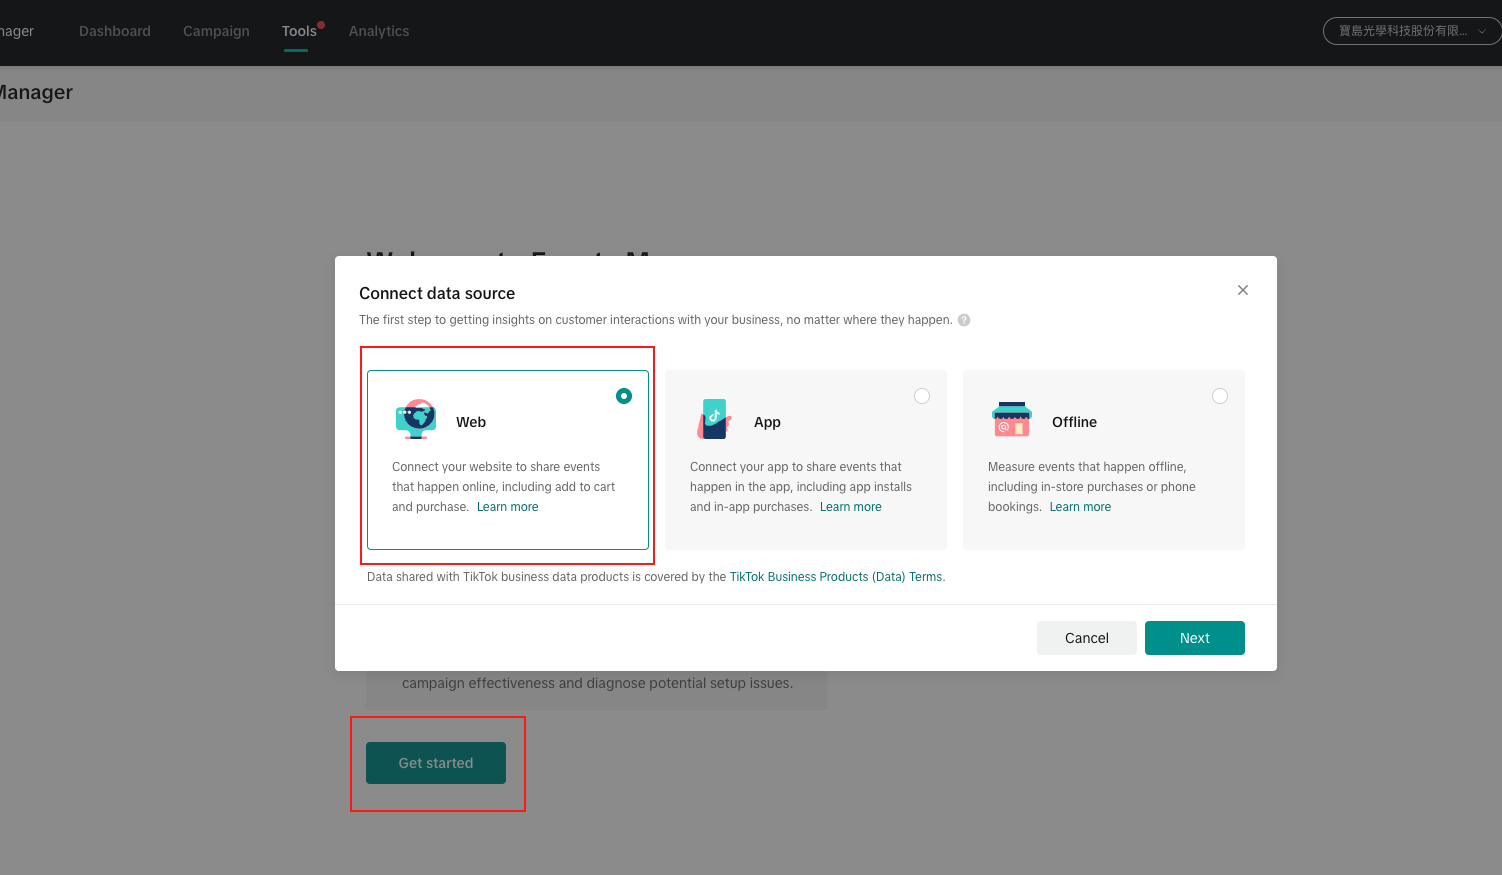 Dashboard Campaign Tools Analytics
寶島光學科技股份有限...
Manager
Connect data source
The first step to getting insights on customer interactions with your business, no matter where they happen. ?
Web
Connect your website to share events
that happen online, including add to cart
and purchase. Learn more
App
Connect your app to share events that
happen in the app, including app installs
and in-app purchases. Learn more
Offline
Measure events that happen offline,
including in-store purchases or phone
bookings. Learn more
Data shared with TikTok business data products is covered by the TikTok Business Products (Data) Terms.
Cancel
Next
campaign effectiveness and diagnose potential setup issues.
Get started